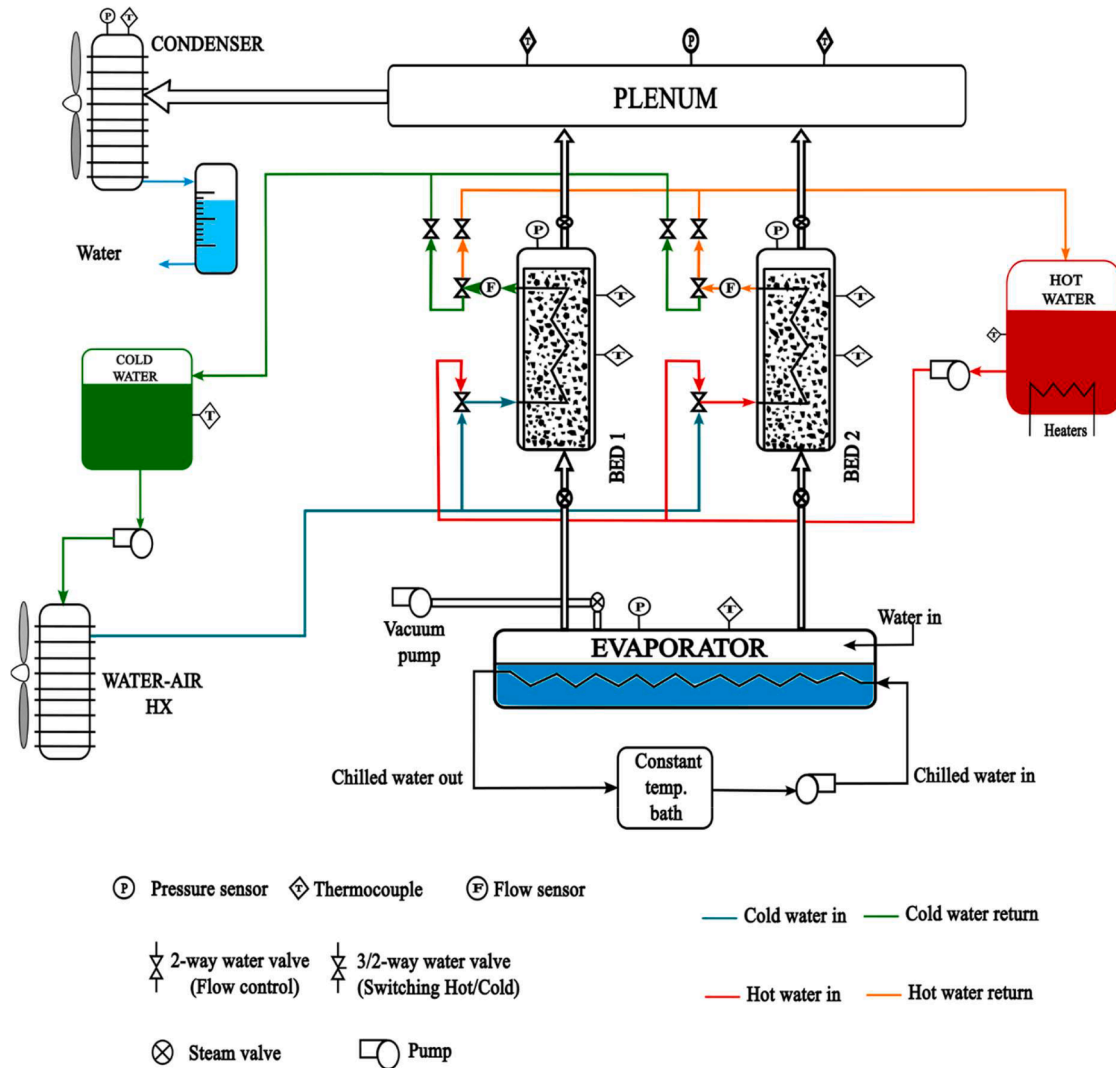 P
T
CONDENSER
T
P
T
PLENUM
Water
P
P
F
F
T
T
T
T
HOT
WATER
T
Heaters
COLD
WATER
T
BED 1
BED 2
Vacuum
pump
P
T
Water in
EVAPORATOR
WATER-AIR
HX
Chilled water out
Constant
temp.
bath
Chilled water in
P Pressure sensor
T Thermocouple
F Flow sensor
Cold water in
Cold water return
2-way water valve
(Flow control)
3/2-way water valve
(Switching Hot/Cold)
Hot water in
Hot water return
Steam valve
Pump